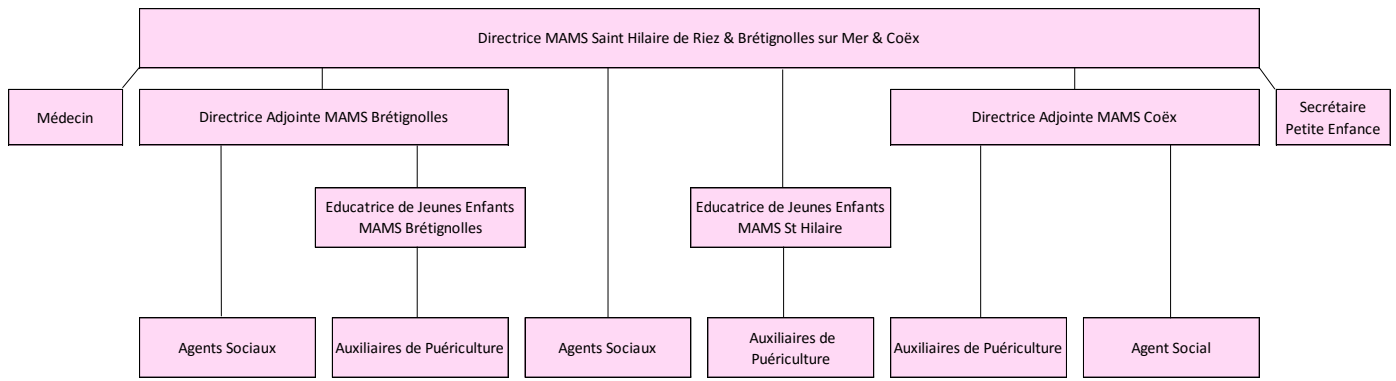 Directrice MAMS Saint Hilaire de Riez & Brétignolles sur Mer & Coëx
Médecin
Directrice Adjointe MAMS Brétignolles
Directrice Adjointe MAMS Coëx
Secrétaire
Petite Enfance
Educatrice de Jeunes Enfants
MAMS Brétignolles
Educatrice de Jeunes Enfants
MAMS St Hilaire
Agents Sociaux
Auxiliaires de Puériculture
Agents Sociaux
Auxiliaires de
Puériculture
Auxiliaires de Puériculture
Agent Social